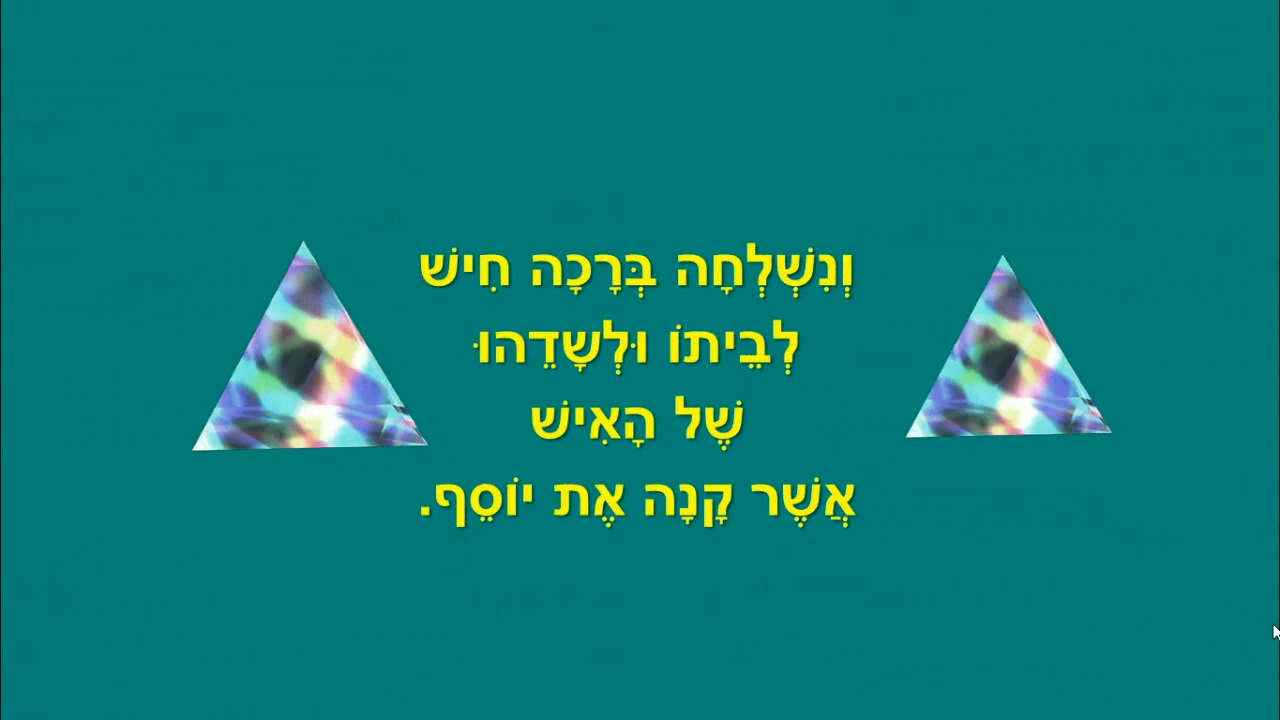 וְנִשְׁלְחָה בְּרָכָה חִישׁ
לְבֵיתוֹ וּלְשָׂדֵהוּ
שֶׁל הָאִישׁ
אֲשֶׁר קָנָה אֶת יוֹסֵף.